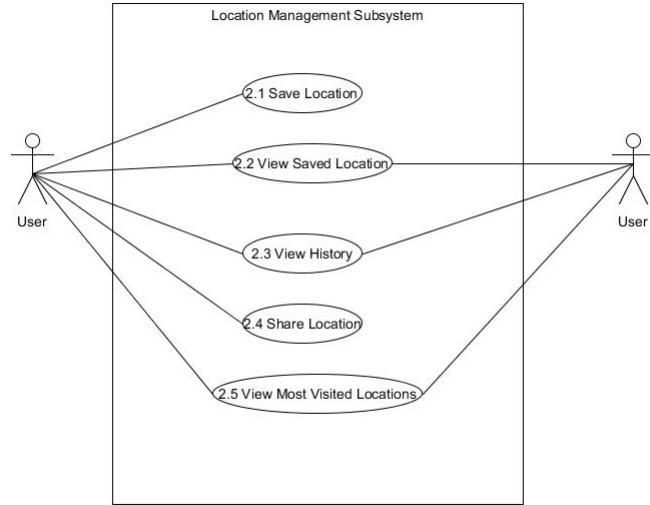 Location Management Subsystem
2.1 Save Location
2.2 View Saved Location
User
User
2.3 View History
2.4 Share Location
2.5 View Most Visited Locations